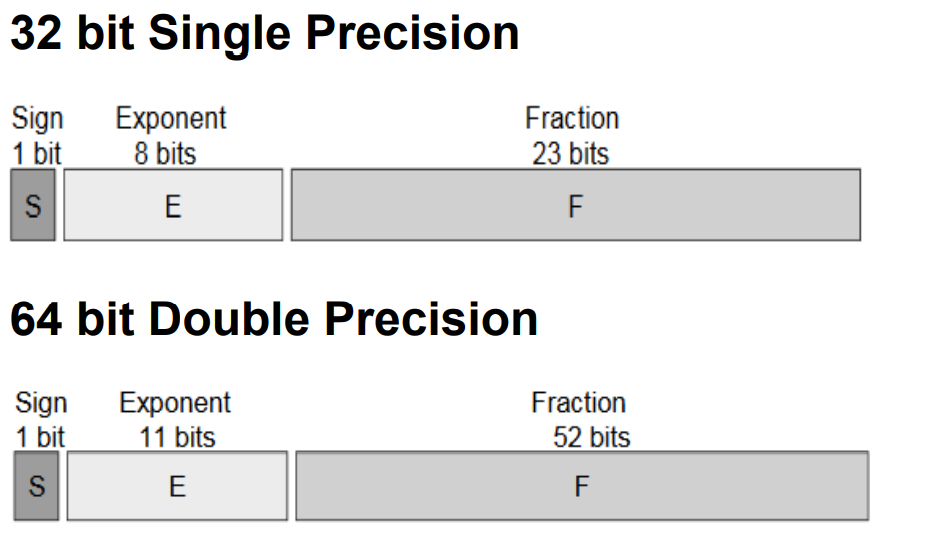 32 bit Single Precision
Sign Exponent Fraction
1 bit 8 bits 23 bits
S E F
64 bit Double Precision
Sign Exponent Fraction
1 bit 11 bits 52 bits
S E F